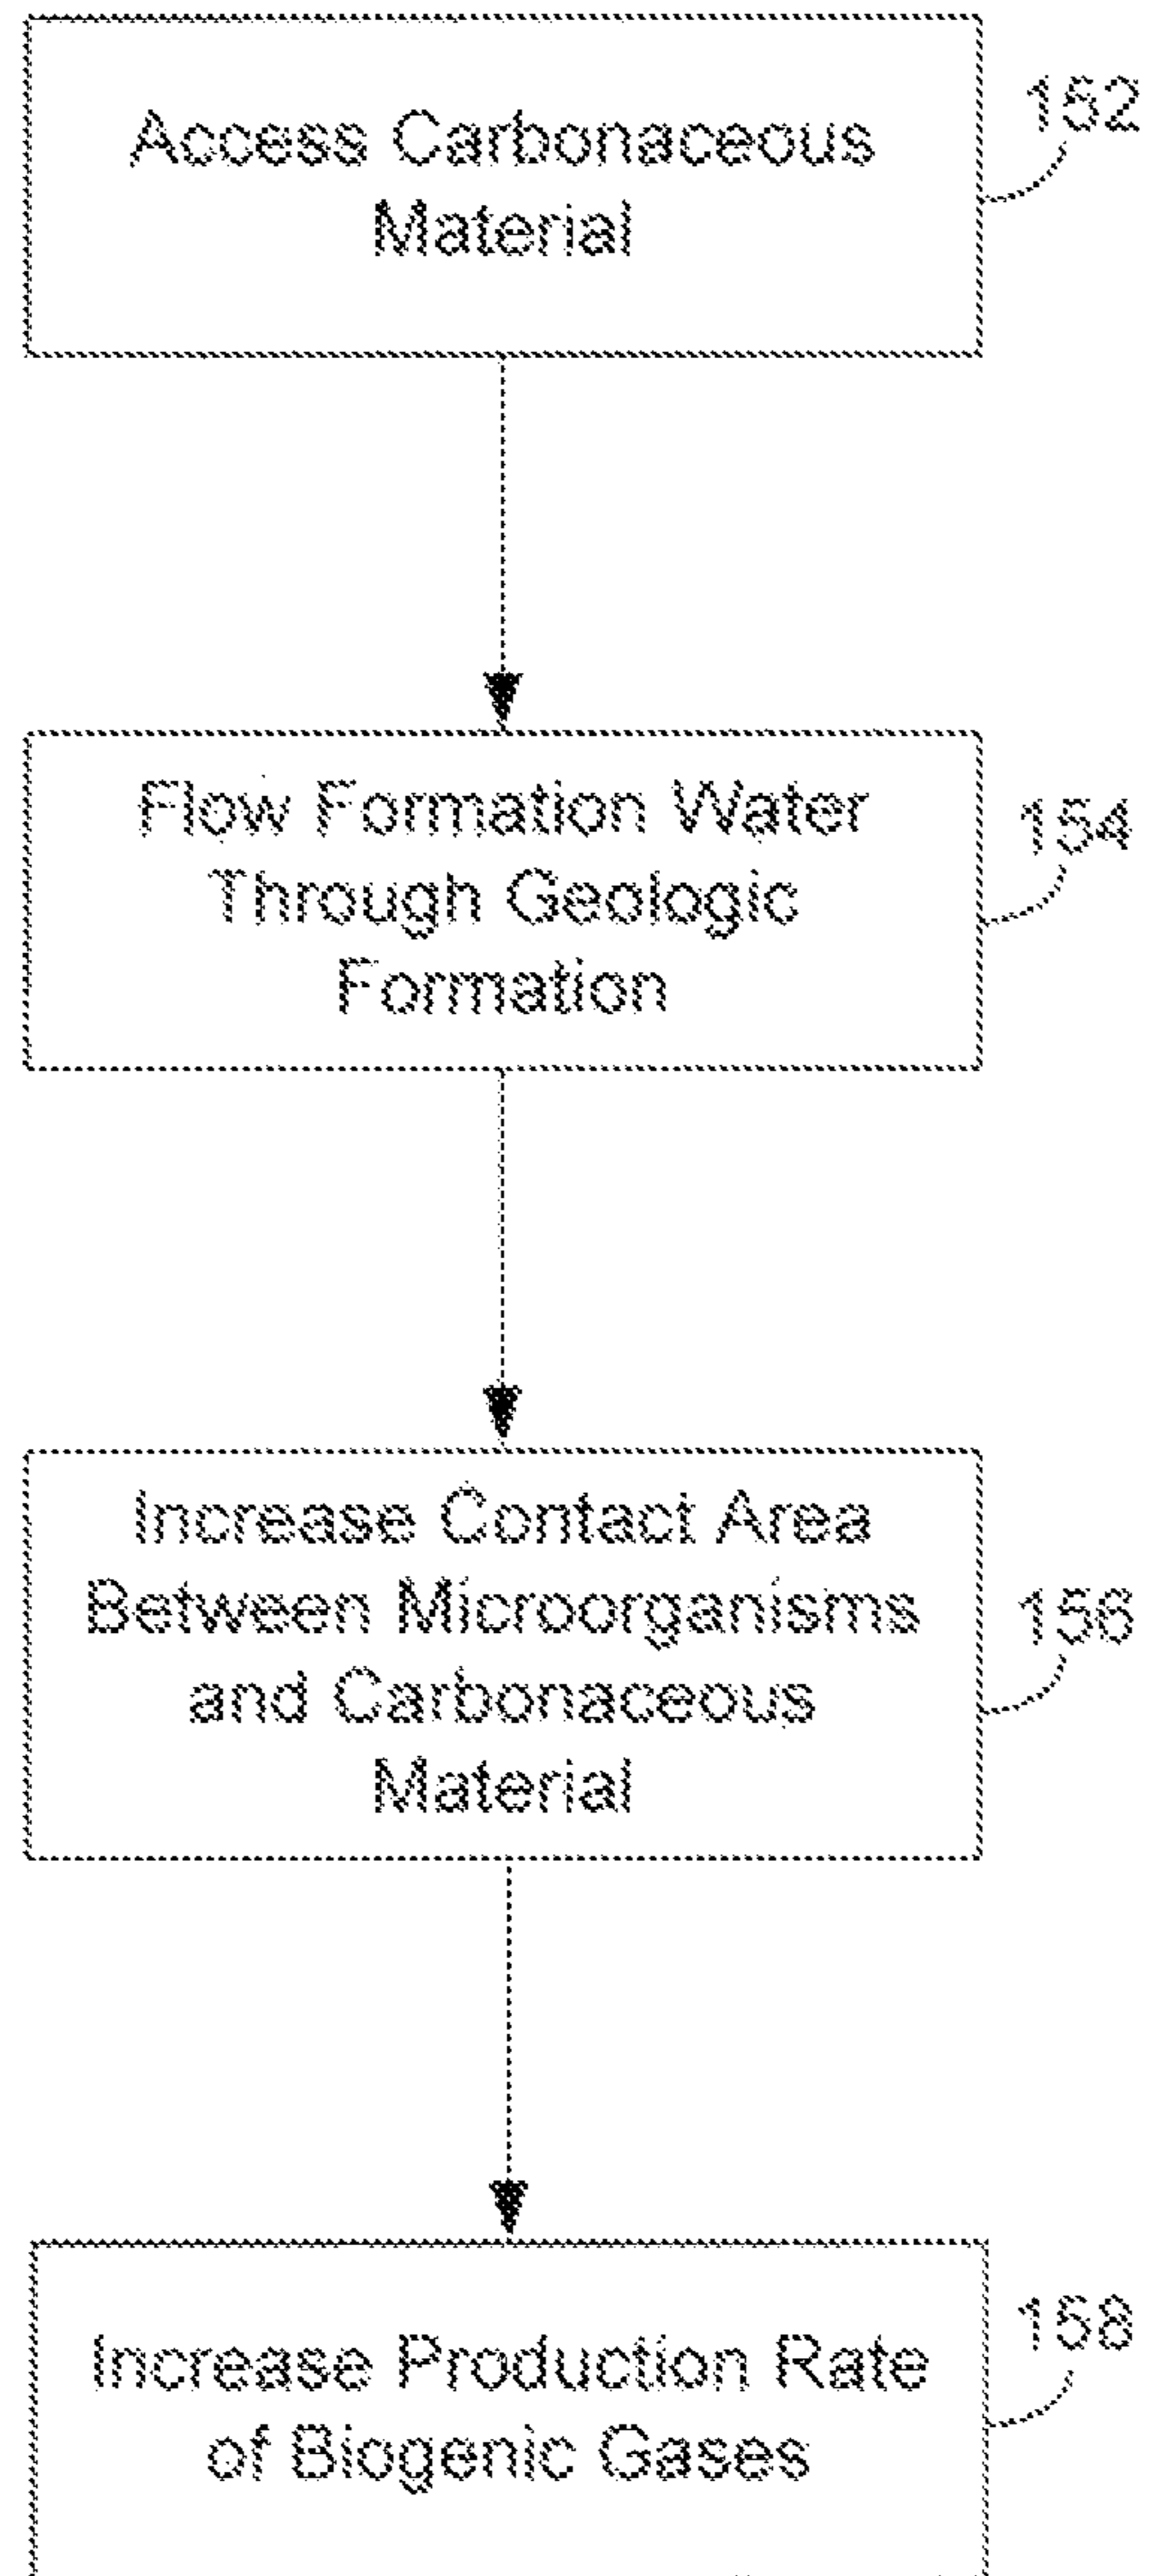 Access Carbonaceous
Material
152
Flow Formation Water
Through Geologic
Formation
154
Increase Contact Area
Between Microorganisms
and Carbonaceous
Material
156
Increase Production Rate
of Biogenic Gases
158